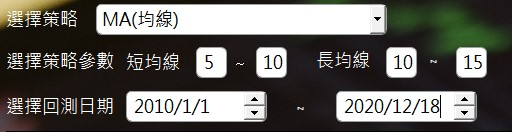 選擇策略 MA(均線)
選擇策略參數 短均線 5 ~ 10 長均線 10 ~ 15
選擇回測日期 2010/1/1 ~ 2020/12/18